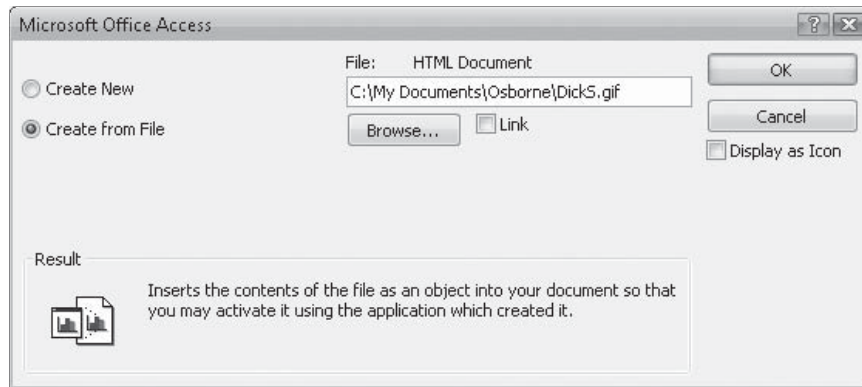 Microsoft Office Access
File: HTML Document
OK
Create New
C:\My Documents\Osborne\DickS.gif
Create from File
Browse...
Link
Cancel
Display as Icon
Result
Inserts the contents of the file as an object into your document so that
you may activate it using the application which created it.